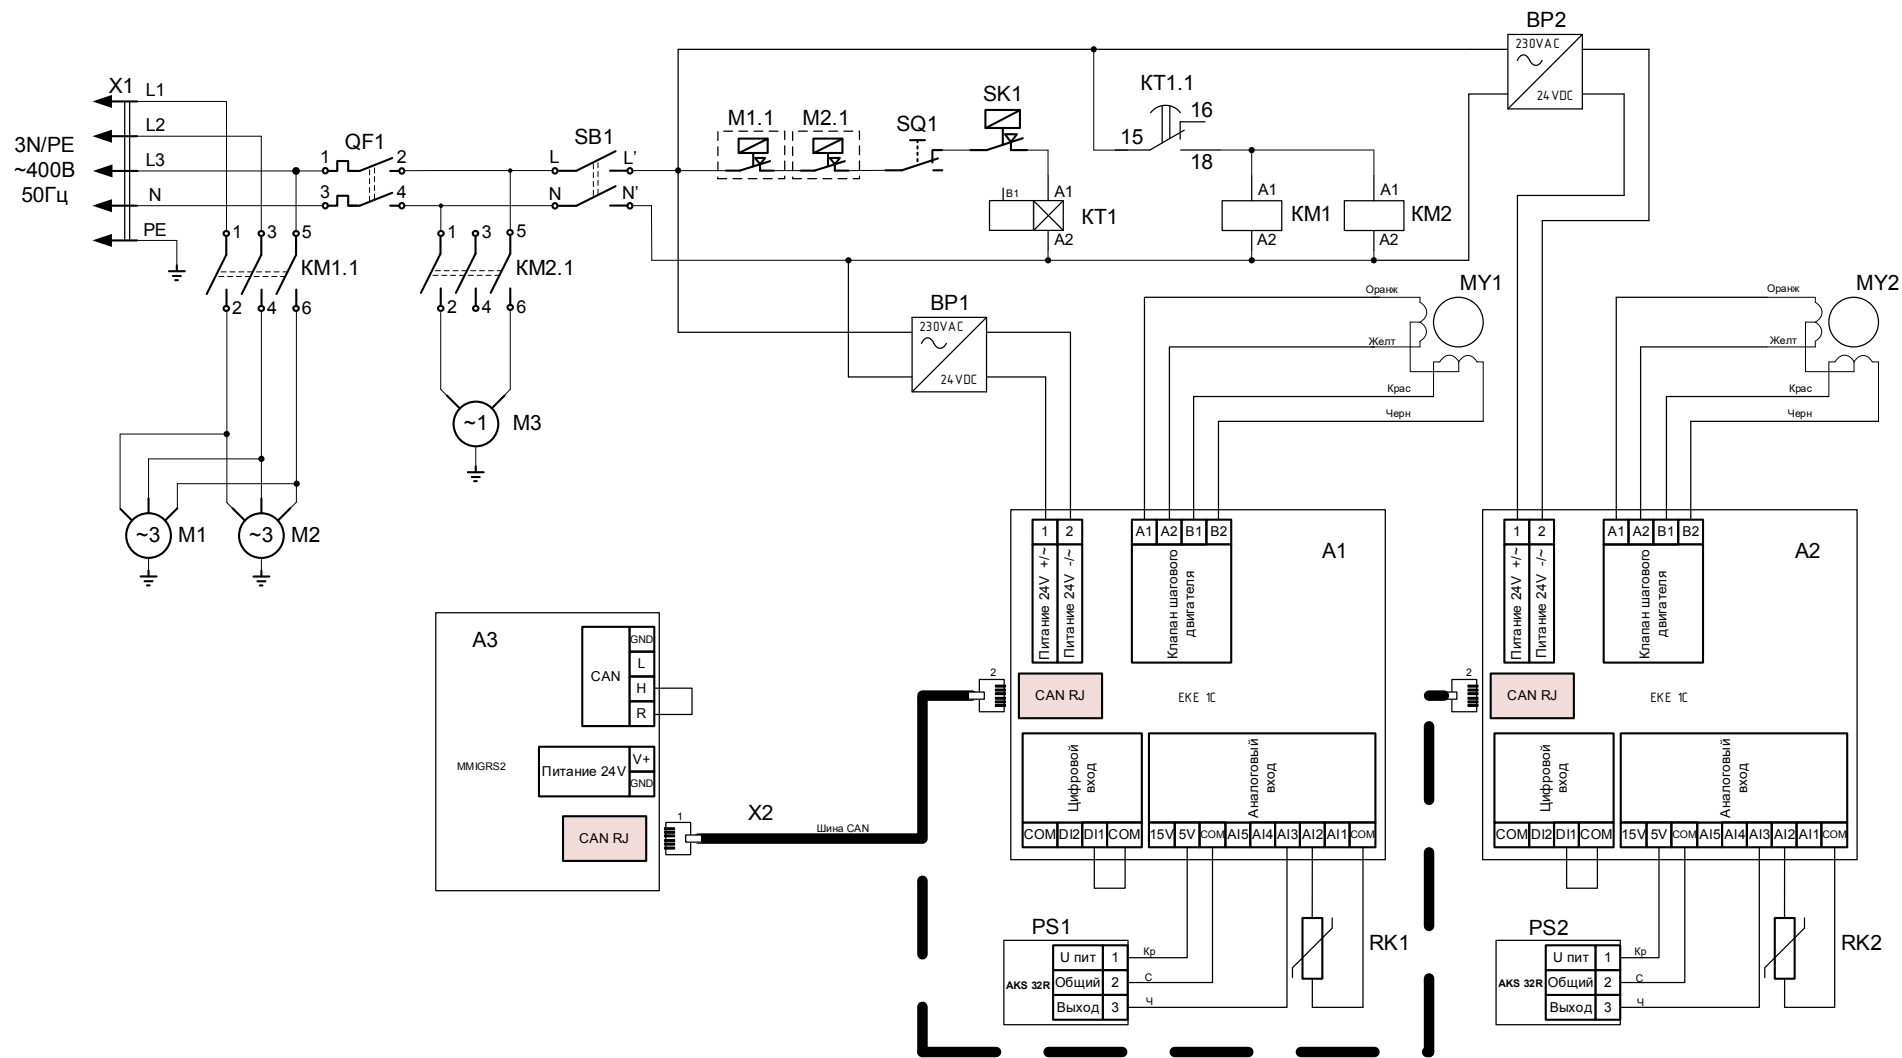 BP2
230VAC
24VDC
X1
L1
L2
L3
N
PE
3N/PE
~400В
50Гц
QF1
1
2
3
4
SB1
L
L'
N
N'
M1.1
M2.1
SQ1
SK1
КТ1.1
15
16
18
B1
A1
A2
КТ1
A1
A2
КМ1
A1
A2
КМ2
1
3
5
КМ1.1
2
4
6
1
3
5
КМ2.1
2
4
6
~1
M3
~3
M1
~3
M2
BP1
230VAC
24VDC
Оранж
Желт
Крас
Черн
MY1
Оранж
Желт
Крас
Черн
MY2
A3
CAN
GND
L
H
R
MMIGRS2
Питание 24V
V+
GND
CAN RJ
1
X2
Шина CAN
2
A1
1
2
Питание 24V +/~
Питание 24V -/~
A1
A2
B1
B2
Клапан шагового
двигателя
CAN RJ
EKE 1C
Цифровой
вход
COM
DI2
DI1
COM
Аналоговый
вход
15V
5V
COM
AI5
AI4
AI3
AI2
AI1
COM
PS1
AKS 32R
U пит
1
Общий
2
Выход
3
Кр
С
Ч
RK1
2
A2
1
2
Питание 24V +/~
Питание 24V -/~
A1
A2
B1
B2
Клапан шагового
двигателя
CAN RJ
EKE 1C
Цифровой
вход
COM
DI2
DI1
COM
Аналоговый
вход
15V
5V
COM
AI5
AI4
AI3
AI2
AI1
COM
PS2
AKS 32R
U пит
1
Общий
2
Выход
3
Кр
С
Ч
RK2